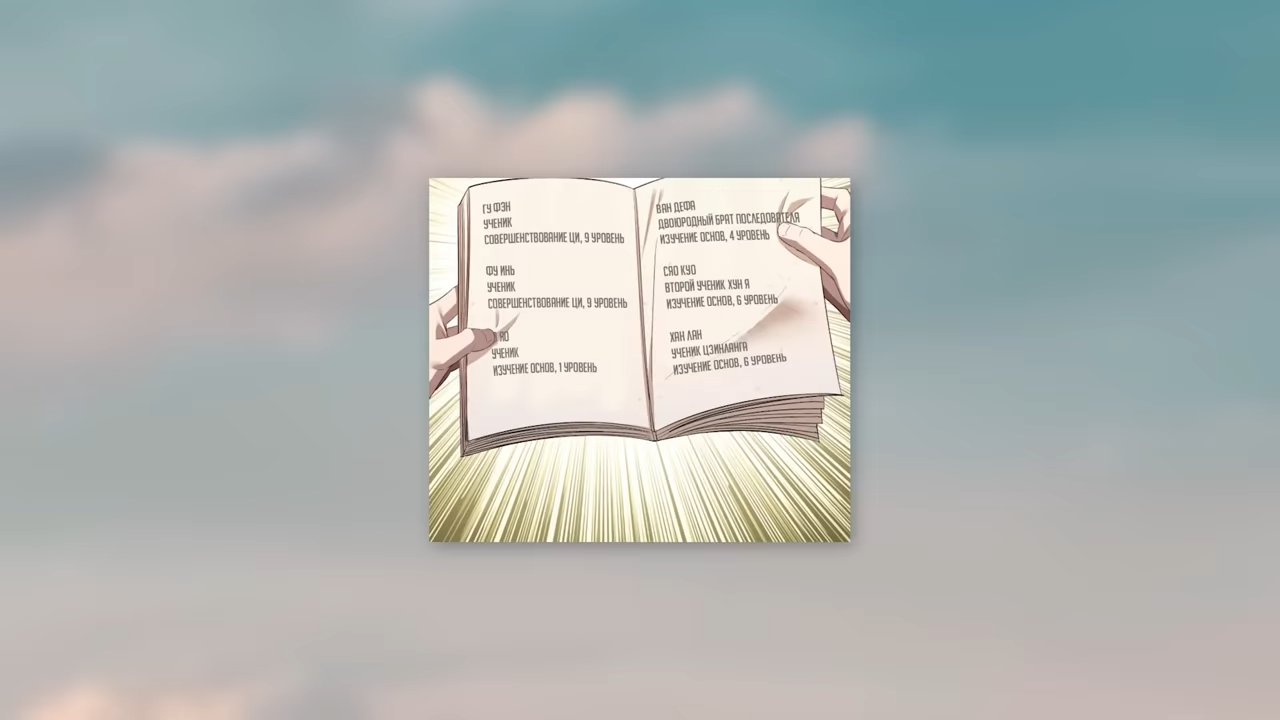 ГУ ФЭН
УЧЕНИК
СОВЕРШЕНСТВОВАНИЕ ЦИ, 9 УРОВЕНЬ
ФУ ИНЬ
УЧЕНИК
СОВЕРШЕНСТВОВАНИЕ ЦИ, 9 УРОВЕНЬ
ЯО
УЧЕНИК
ИЗУЧЕНИЕ ОСНОВ, 1 УРОВЕНЬ
ВАН ДЕФА
ДВОЮРОДНЫЙ БРАТ ПОСЛЕДОВАТЕЛЯ
ИЗУЧЕНИЕ ОСНОВ, 4 УРОВЕНЬ
СЯО КУО
ВТОРОЙ УЧЕНИК ХУН Я
ИЗУЧЕНИЕ ОСНОВ, 6 УРОВЕНЬ
ХАН ЛАН
УЧЕНИК ЦЗИНЛЯНГА
ИЗУЧЕНИЕ ОСНОВ, 6 УРОВЕНЬ